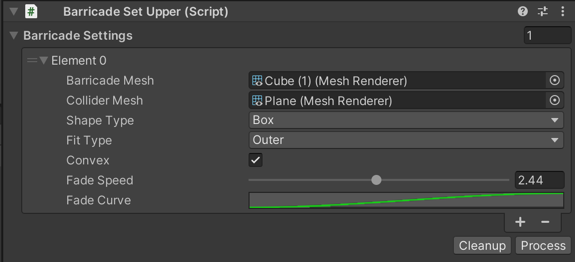 # Barricade Set Upper (Script)
Barricade Settings 1
Element 0
Barricade Mesh Cube (1) (Mesh Renderer)
Collider Mesh Plane (Mesh Renderer)
Shape Type Box
Fit Type Outer
Convex
Fade Speed 2.44
Fade Curve
+ -
Cleanup Process